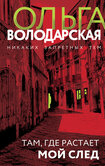 ОЛЬГА
ВОЛОДАРСКАЯ
НИКАКИХ ЗАПРЕТНЫХ ТЕМ
ТАМ, ГДЕ РАСТАЕТ
МОЙ СЛЕД